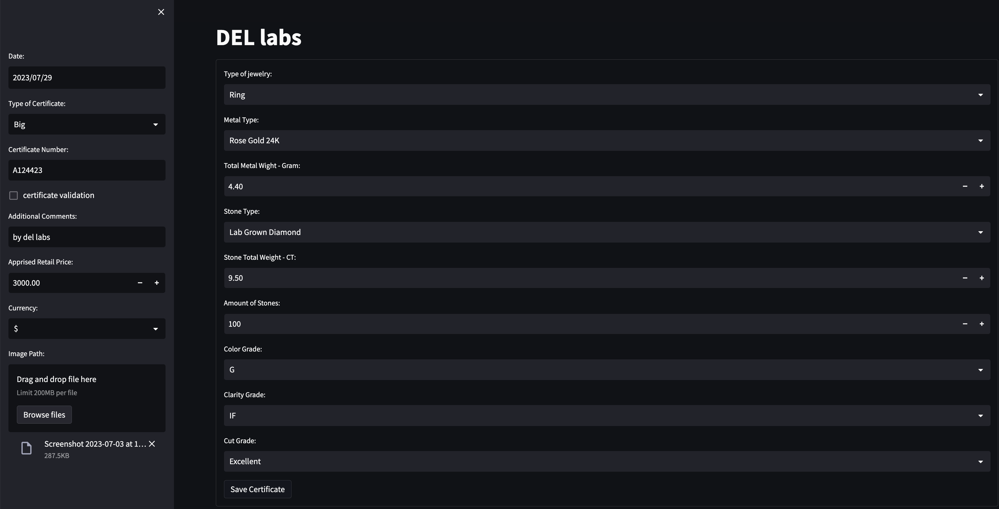 Date:
2023/07/29
Type of Certificate:
Big
Certificate Number:
A124423
certificate validation
Additional Comments:
by del labs
Apprised Retail Price:
3000.00
Currency:
$
Image Path:
Drag and drop file here
Limit 200MB per file
Browse files
Screenshot 2023-07-03 at 1...
287.5KB
DEL labs
Type of jewelry:
Ring
Metal Type:
Rose Gold 24K
Total Metal Wight - Gram:
4.40
Stone Type:
Lab Grown Diamond
Stone Total Weight - CT:
9.50
Amount of Stones:
100
Color Grade:
G
Clarity Grade:
IF
Cut Grade:
Excellent
Save Certificate